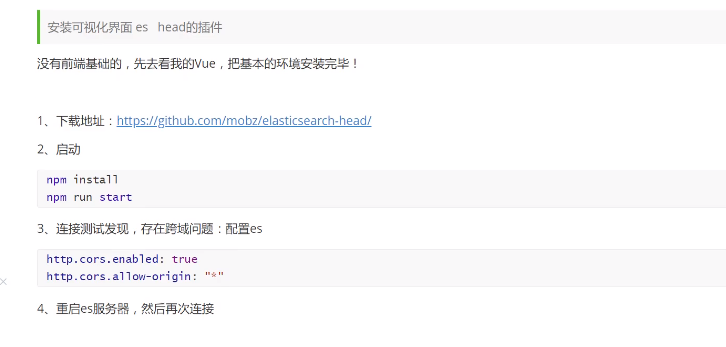 安装可视化界面 es head的插件
没有前端基础的，先去看我的Vue，把基本的环境安装完毕！
1、下载地址：https://github.com/mobz/elasticsearch-head/
2、启动
npm install
npm run start
3、连接测试发现，存在跨域问题：配置es
http.cors.enabled: true
http.cors.allow-origin: "*"
4、重启es服务器，然后再次连接